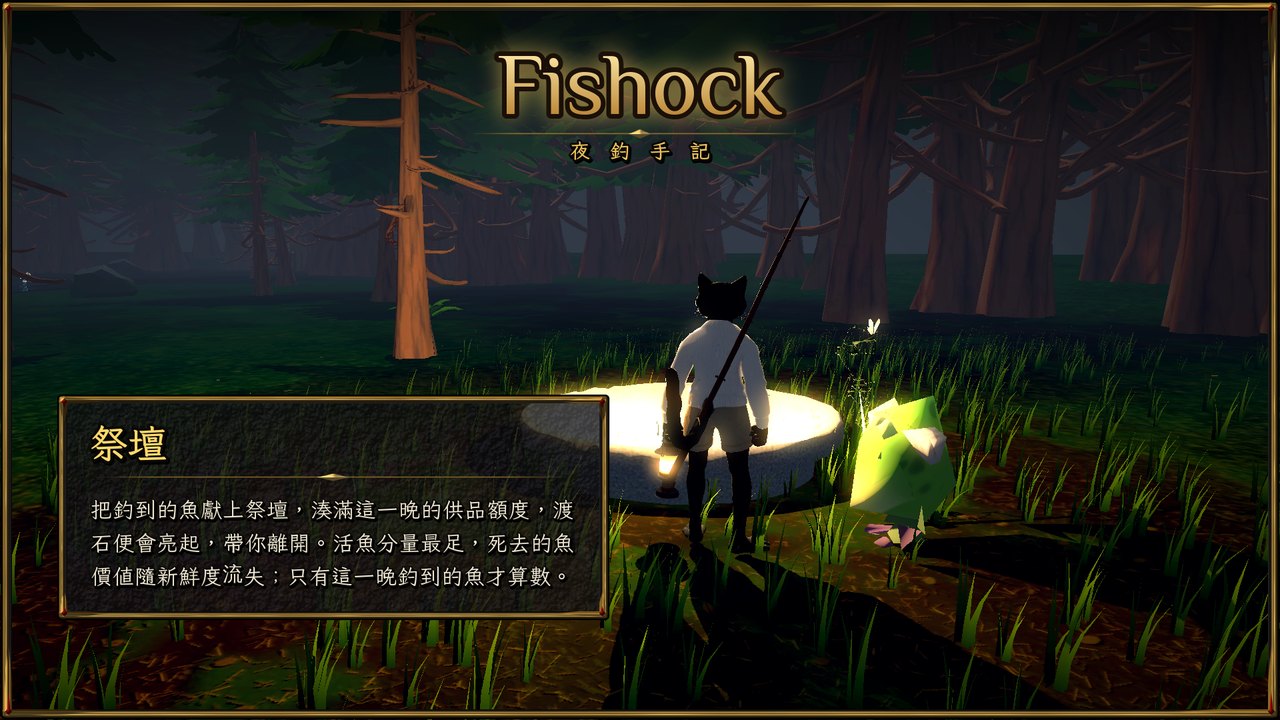 Fishock
夜釣手記
祭壇
把釣到的魚獻上祭壇，湊滿這一晚的供品額度，渡
石便會亮起，帶你離開。活魚分量最足，死去的魚
價值隨新鮮度流失；只有這一晚釣到的魚才算數。